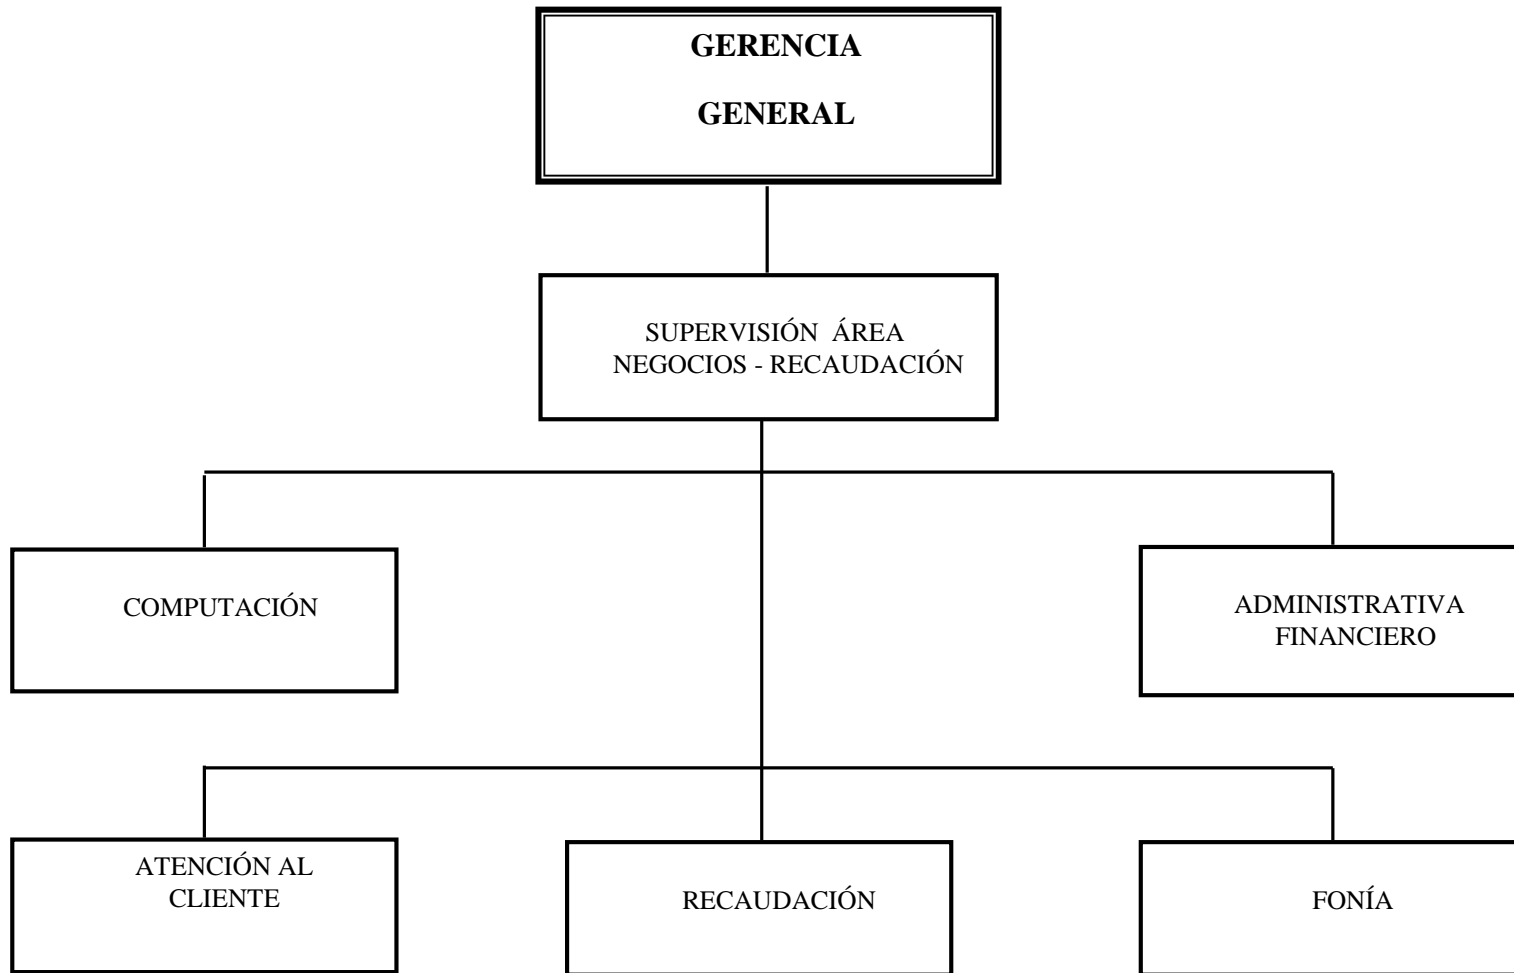 GERENCIA
GENERAL
SUPERVISIÓN ÁREA
NEGOCIOS - RECAUDACIÓN
COMPUTACIÓN
ADMINISTRATIVA
FINANCIERO
ATENCIÓN AL
CLIENTE
RECAUDACIÓN
FONÍA